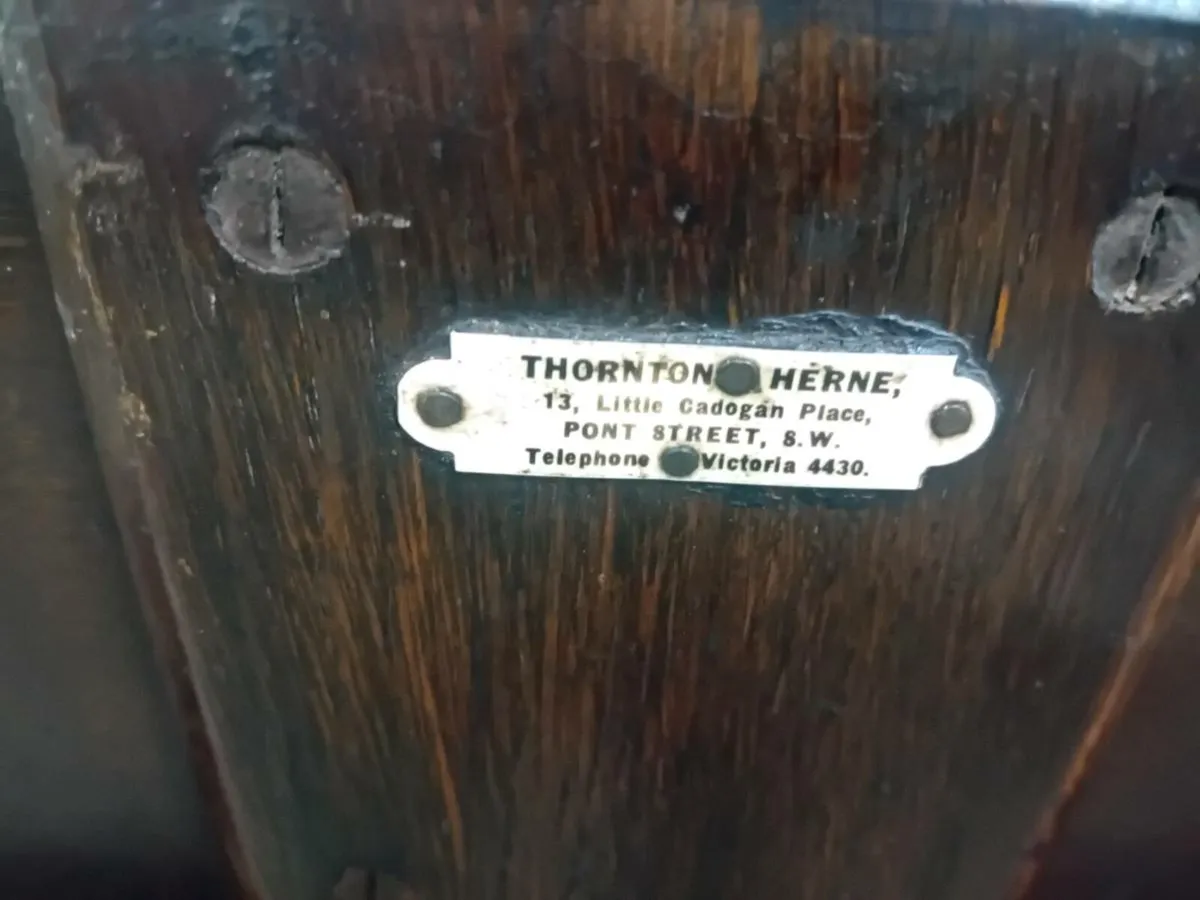 THORNTON HERNE,
13, Little Cadogan Place,
PONT STREET, S.W.
Telephone Victoria 4430.